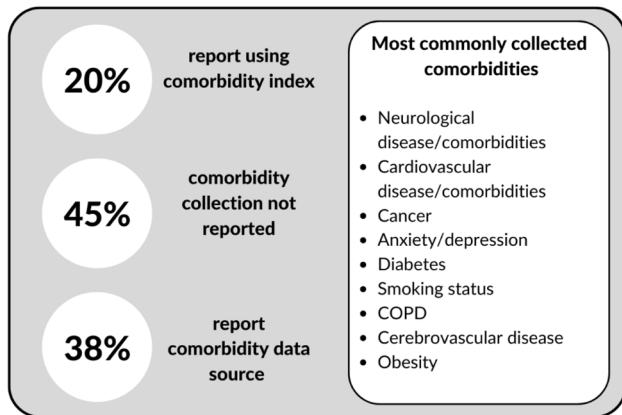 20%
report using
comorbidity index
45%
comorbidity
collection not
reported
38%
report
comorbidity data
source
Most commonly collected
comorbidities
• Neurological
disease/comorbidities
• Cardiovascular
disease/comorbidities
• Cancer
• Anxiety/depression
• Diabetes
• Smoking status
• COPD
• Cerebrovascular disease
• Obesity